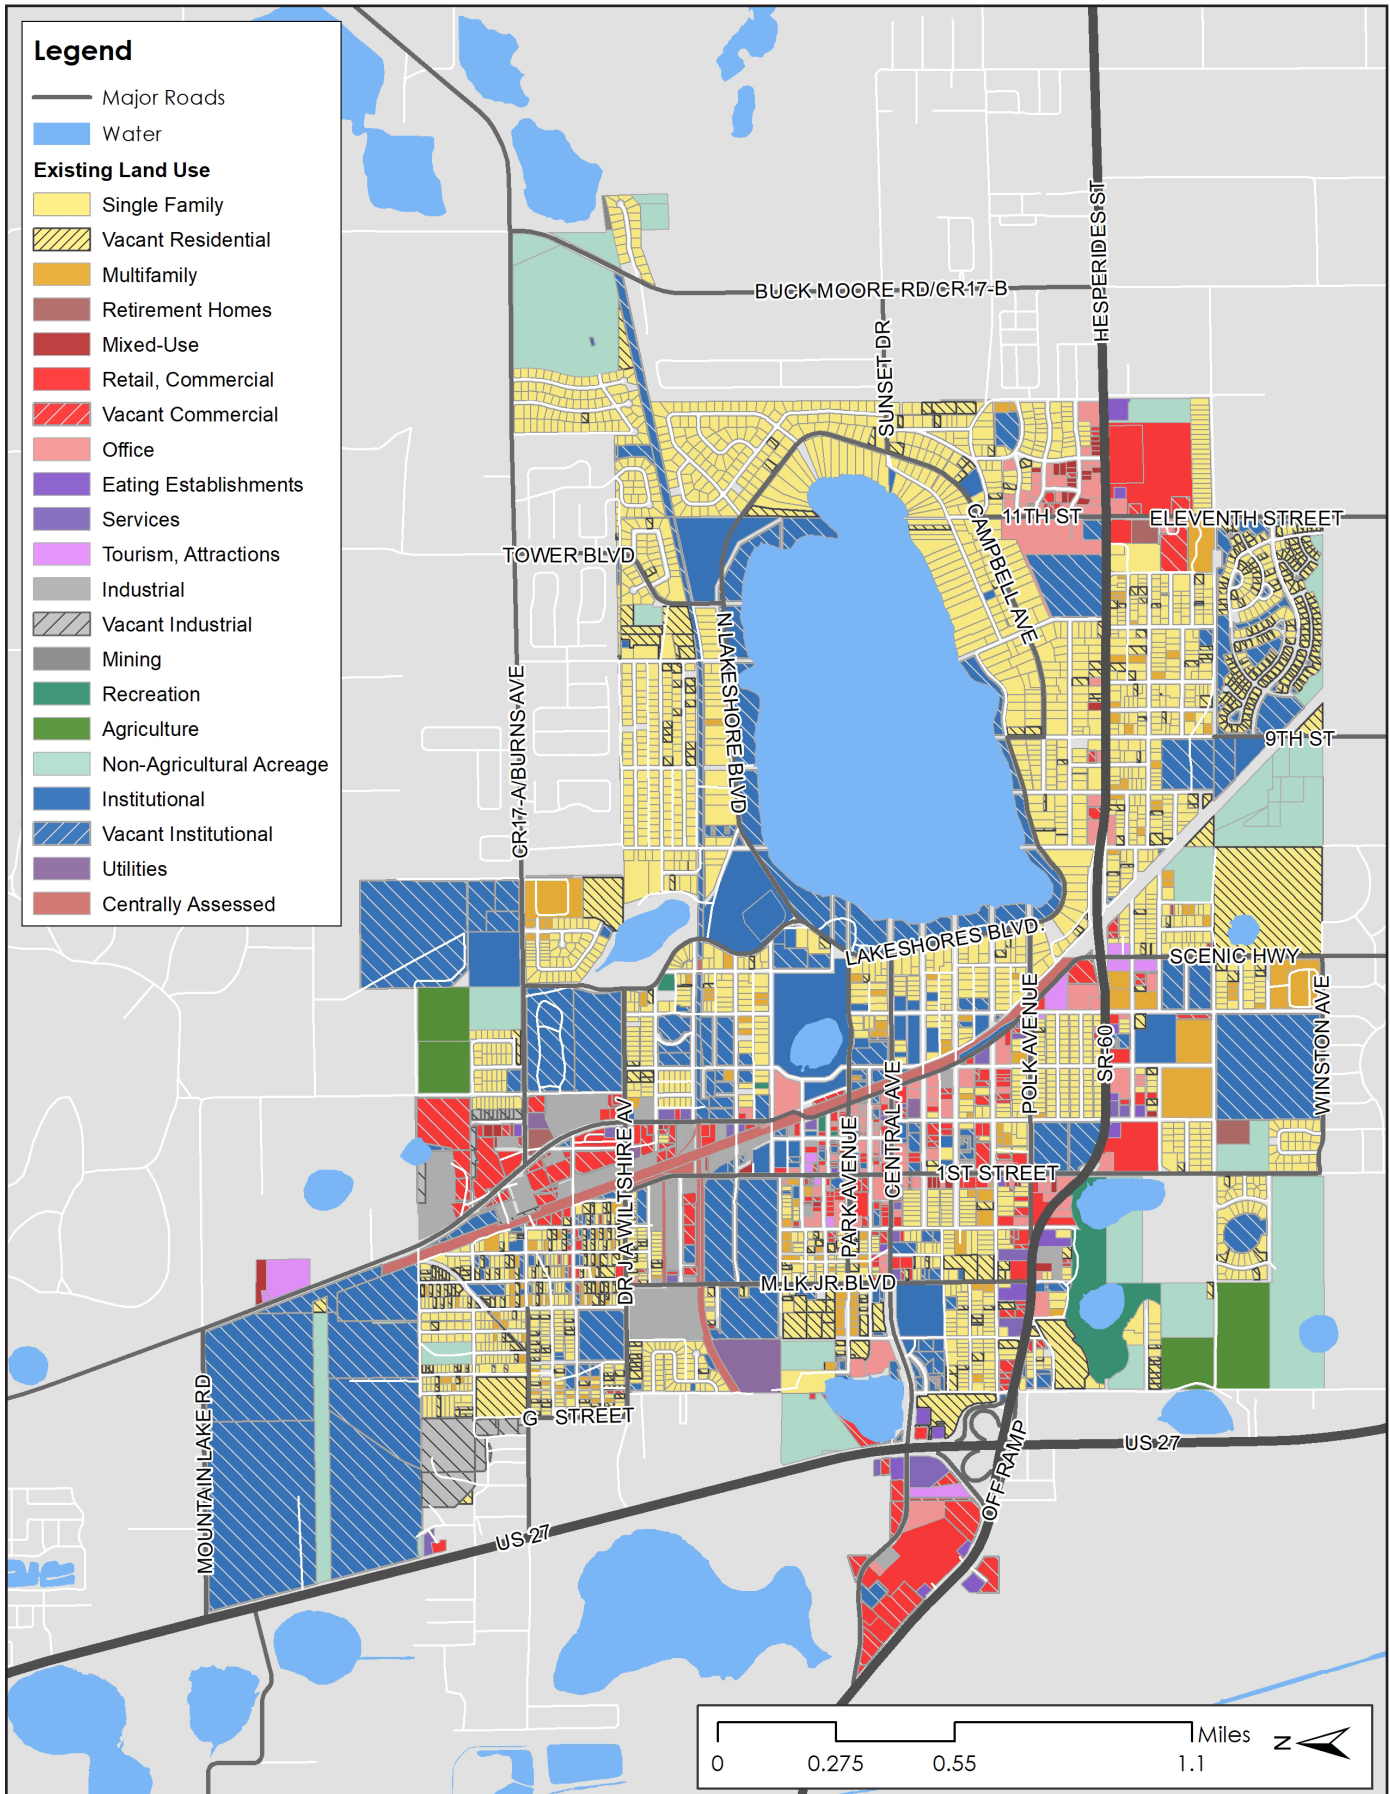 Legend
Major Roads
Water
Existing Land Use
Single Family
Vacant Residential
Multifamily
Retirement Homes
Mixed-Use
Retail, Commercial
Vacant Commercial
Office
Eating Establishments
Services
Tourism, Attractions
Industrial
Vacant Industrial
Mining
Recreation
Agriculture
Non-Agricultural Acreage
Institutional
Vacant Institutional
Utilities
Centrally Assessed
HESPERIDES ST
BUCK MOORE RD/CR17-B
SUNSET DR
11TH ST
ELEVENTH STREET
CAMPBELL AVE
TOWER BLVD
N LAKESHORE BLVD
CR17-A/BURNS AVE
9TH ST
LAKESHORES BLVD.
SCENIC HWY
POLK AVENUE
SR-60
WINSTON AVE
CENTRAL AVE
PARK AVENUE
DR. J.A WILTSHIRE AV
1ST STREET
M.LK.JR.BLVD
MOUNTAIN LAKE RD
G STREET
US 27
OFF RAMP
US 27
Miles
0 0.275 0.55 1.1
N